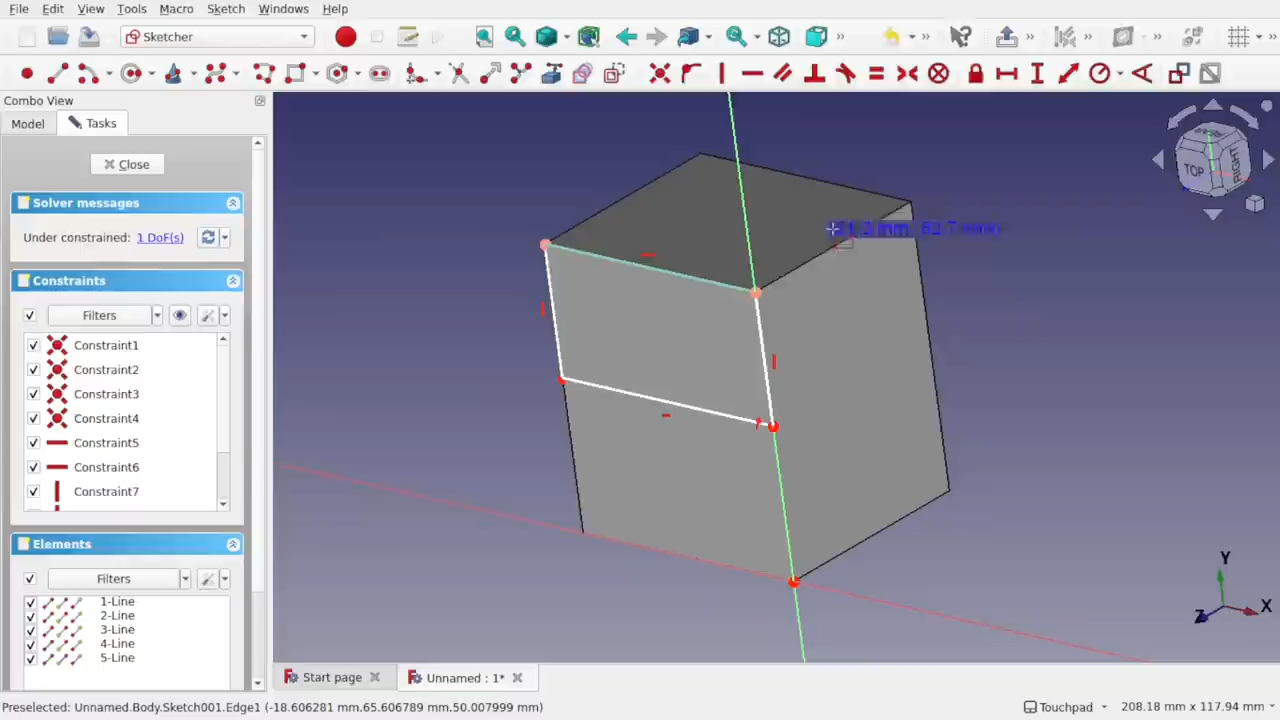 File Edit View Tools Macro Sketch Windows Help
Sketcher
Combo View
Model Tasks
Close
Solver messages
Under constrained: 1 DoF(s)
Constraints
Filters
Constraint1
Constraint2
Constraint3
Constraint4
Constraint5
Constraint6
Constraint7
Elements
Filters
1-Line
2-Line
3-Line
4-Line
5-Line
TOP
RIGHT
Y
X
Z
Start page
Unnamed : 1*
Preselected: Unnamed.Body.Sketch001.Edge1 (-18.606281 mm,65.606789 mm,50.007999 mm)
Touchpad
208.18 mm x 117.94 mm